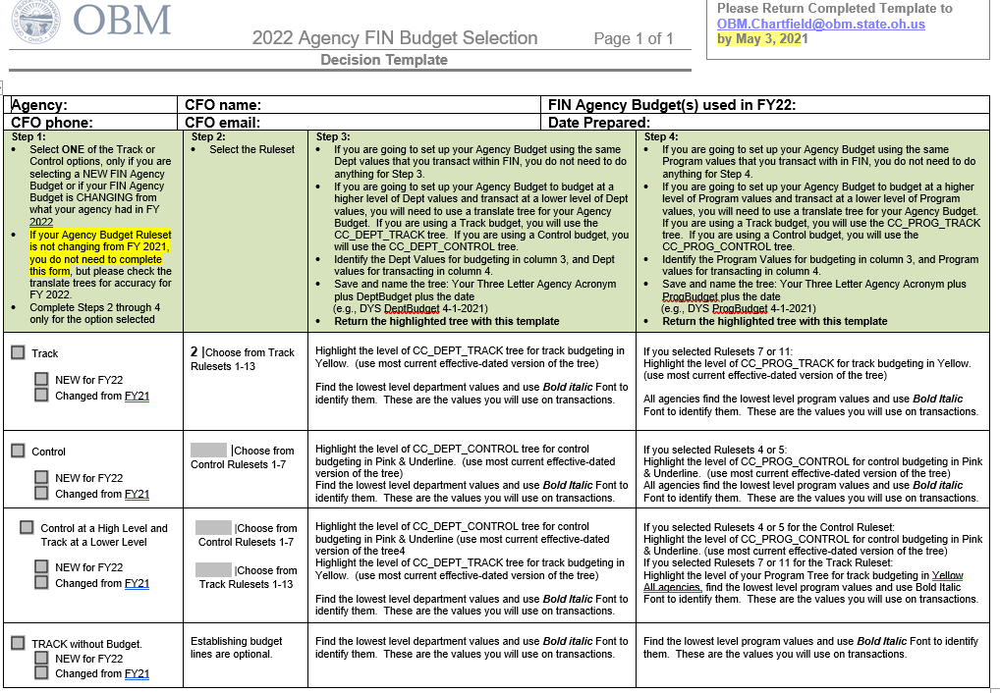 OBM
2022 Agency FIN Budget Selection
Page 1 of 1
Decision Template
Please Return Completed Template to
OBM.Chartfield@obm.state.oh.us
by May 3, 2021
Agency:
CFO name:
FIN Agency Budget(s) used in FY22:
CFO phone:
CFO email:
Date Prepared:
Step 1:
• Select ONE of the Track or
Control options, only if you are
selecting a NEW FIN Agency
Budget or if your FIN Agency
Budget is CHANGING from
what your agency had in FY
2022
• If your Agency Budget Ruleset
is not changing from FY 2021,
you do not need to complete
this form, but please check the
translate trees for accuracy for
FY 2022.
• Complete Steps 2 through 4
only for the option selected
Step 2:
• Select the Ruleset
Step 3:
• If you are going to set up your Agency Budget using the same
Dept values that you transact within FIN, you do not need to do
anything for Step 3.
• If you are going to set up your Agency Budget to budget at a
higher level of Dept values and transact at a lower level of Dept
values, you will need to use a translate tree for your Agency
Budget. If you are using a Track budget, you will use the
CC_DEPT_TRACK tree. If you are using a Control budget, you
will use the CC_DEPT_CONTROL tree.
• Identify the Dept Values for budgeting in column 3, and Dept
values for transacting in column 4.
• Save and name the tree: Your Three Letter Agency Acronym
plus DeptBudget plus the date
(e.g., DYS DeptBudget 4-1-2021)
• Return the highlighted tree with this template
Step 4:
• If you are going to set up your Agency Budget using the same
Program values that you transact with in FIN, you do not need to do
anything for Step 4.
• If you are going to set up your Agency Budget to budget at a higher
level of Program values and transact at a lower level of Program
values, you will need to use a translate tree for your Agency Budget.
If you are using a Track budget, you will use the CC_PROG_TRACK
tree. If you are using a Control budget, you will use the
CC_PROG_CONTROL tree.
• Identify the Program Values for budgeting in column 3, and Program
values for transacting in column 4.
• Save and name the tree: Your Three Letter Agency Acronym plus
ProgBudget plus the date
(e.g., DYS ProgBudget 4-1-2021)
• Return the highlighted tree with this template
Track
NEW for FY22
Changed from FY21
2 |Choose from Track
Rulesets 1-13
Highlight the level of CC_DEPT_TRACK tree for track budgeting in
Yellow. (use most current effective-dated version of the tree)
Find the lowest level department values and use Bold italic Font to
identify them. These are the values you will use on transactions.
If you selected Rulesets 7 or 11:
Highlight the level of CC_PROG_TRACK for track budgeting in Yellow.
(use most current effective-dated version of the tree)
All agencies find the lowest level program values and use Bold Italic
Font to identify them. These are the values you will use on transactions.
Control
NEW for FY22
Changed from FY21
|Choose from
Control Rulesets 1-7
Highlight the level of CC_DEPT_CONTROL tree for control
budgeting in Pink & Underline. (use most current effective-dated
version of the tree)
Find the lowest level department values and use Bold Italic Font to
identify them. These are the values you will use on transactions.
If you selected Rulesets 4 or 5:
Highlight the level of CC_PROG_CONTROL for control budgeting in Pink
& Underline. (use most current effective-dated version of the tree)
All agencies find the lowest level program values and use Bold italic
Font to identify them. These are the values you will use on transactions.
Control at a High Level and
Track at a Lower Level
NEW for FY22
Changed from FY21
|Choose from
Control Rulesets 1-7
|Choose from
Track Rulesets 1-13
Highlight the level of CC_DEPT_CONTROL tree for control
budgeting in Pink & Underline (use most current effective-dated
version of the tree4
Highlight the level of CC_DEPT_TRACK tree for track budgeting in
Yellow. (use most current effective-dated version of the tree)
Find the lowest level department values and use Bold Italic Font to
identify them. These are the values you will use on transactions.
If you selected Rulesets 4 or 5 for the Control Ruleset:
Highlight the level of CC_PROG_CONTROL for control budgeting in Pink
& Underline. (use most current effective-dated version of the tree)
If you selected Rulesets 7 or 11 for the Track Ruleset:
Highlight the level of your Program Tree for track budgeting in Yellow
All agencies, find the lowest level program values and use Bold Italic
Font to identify them. These are the values you will use on transactions.
TRACK without Budget.
NEW for FY22
Changed from FY21
Establishing budget
lines are optional.
Find the lowest level department values and use Bold italic Font to
identify them. These are the values you will use on transactions.
Find the lowest level program values and use Bold Italic Font to identify
them. These are the values you will use on transactions.